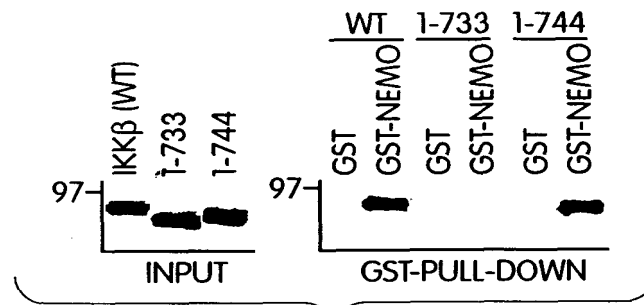 WT 1-733 1-744
IKKβ (WT) 1-733 1-744 GST GST-NEMO GST GST-NEMO GST GST-NEMO
97 97
INPUT GST-PULL-DOWN